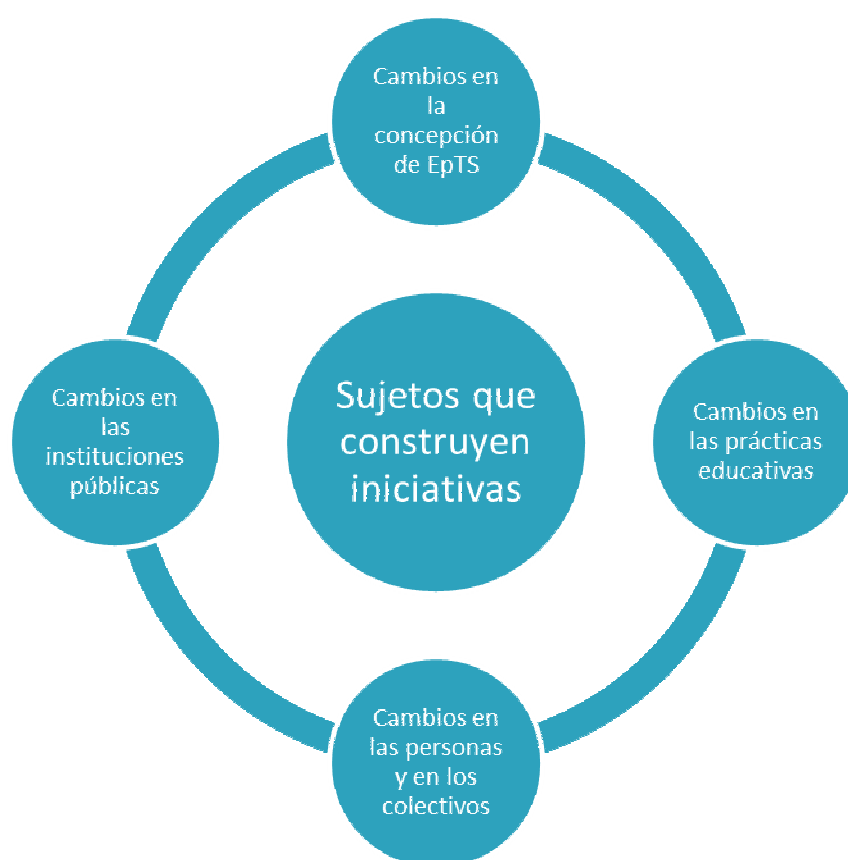 Cambios en
la
concepción
de EpTS
Sujetos que
construyen
iniciativas
Cambios en
las
instituciones
públicas
Cambios en
las prácticas
educativas
Cambios en
las personas
y en los
colectivos